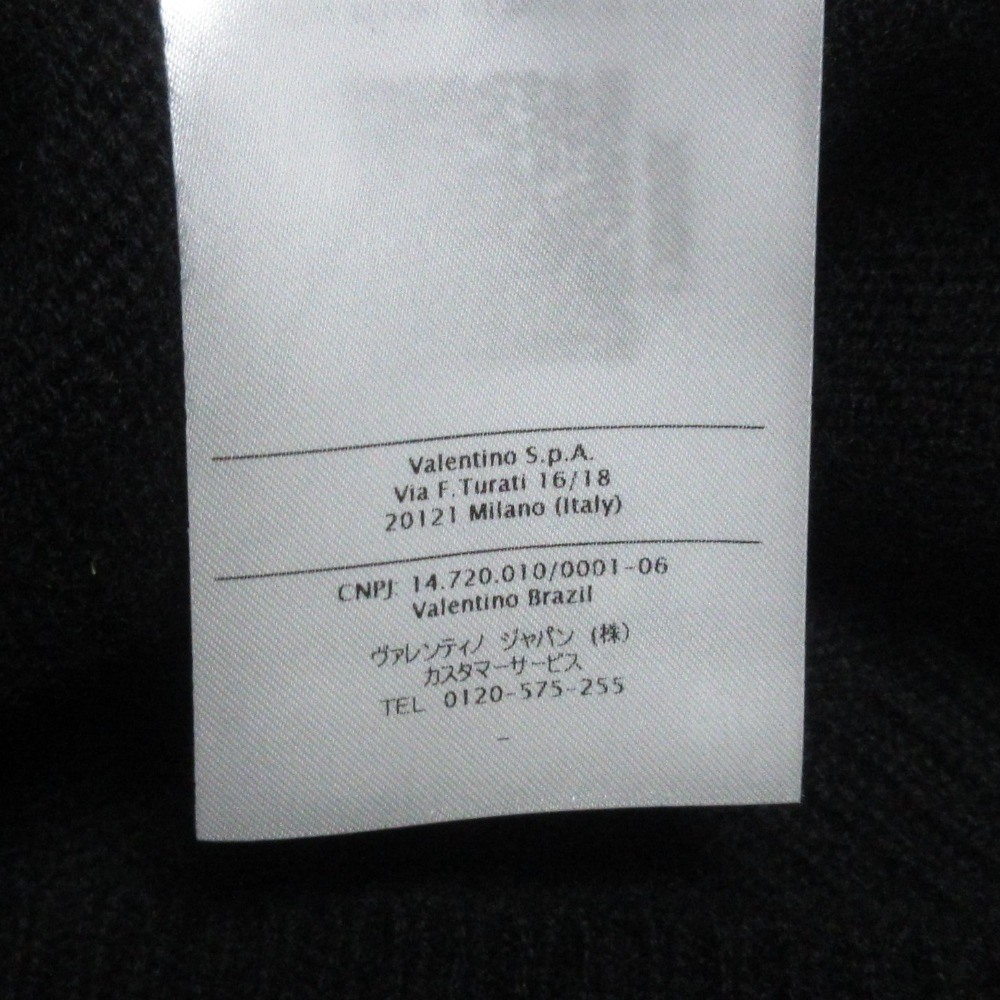 Valentino S.p.A.
Via F.Turati 16/18
20121 Milano (Italy)
CNPJ: 14.720.010/0001-06
Valentino Brazil
ヴァレンティノ ジャパン (株)
カスタマーサービス
TEL 0120-575-255
-